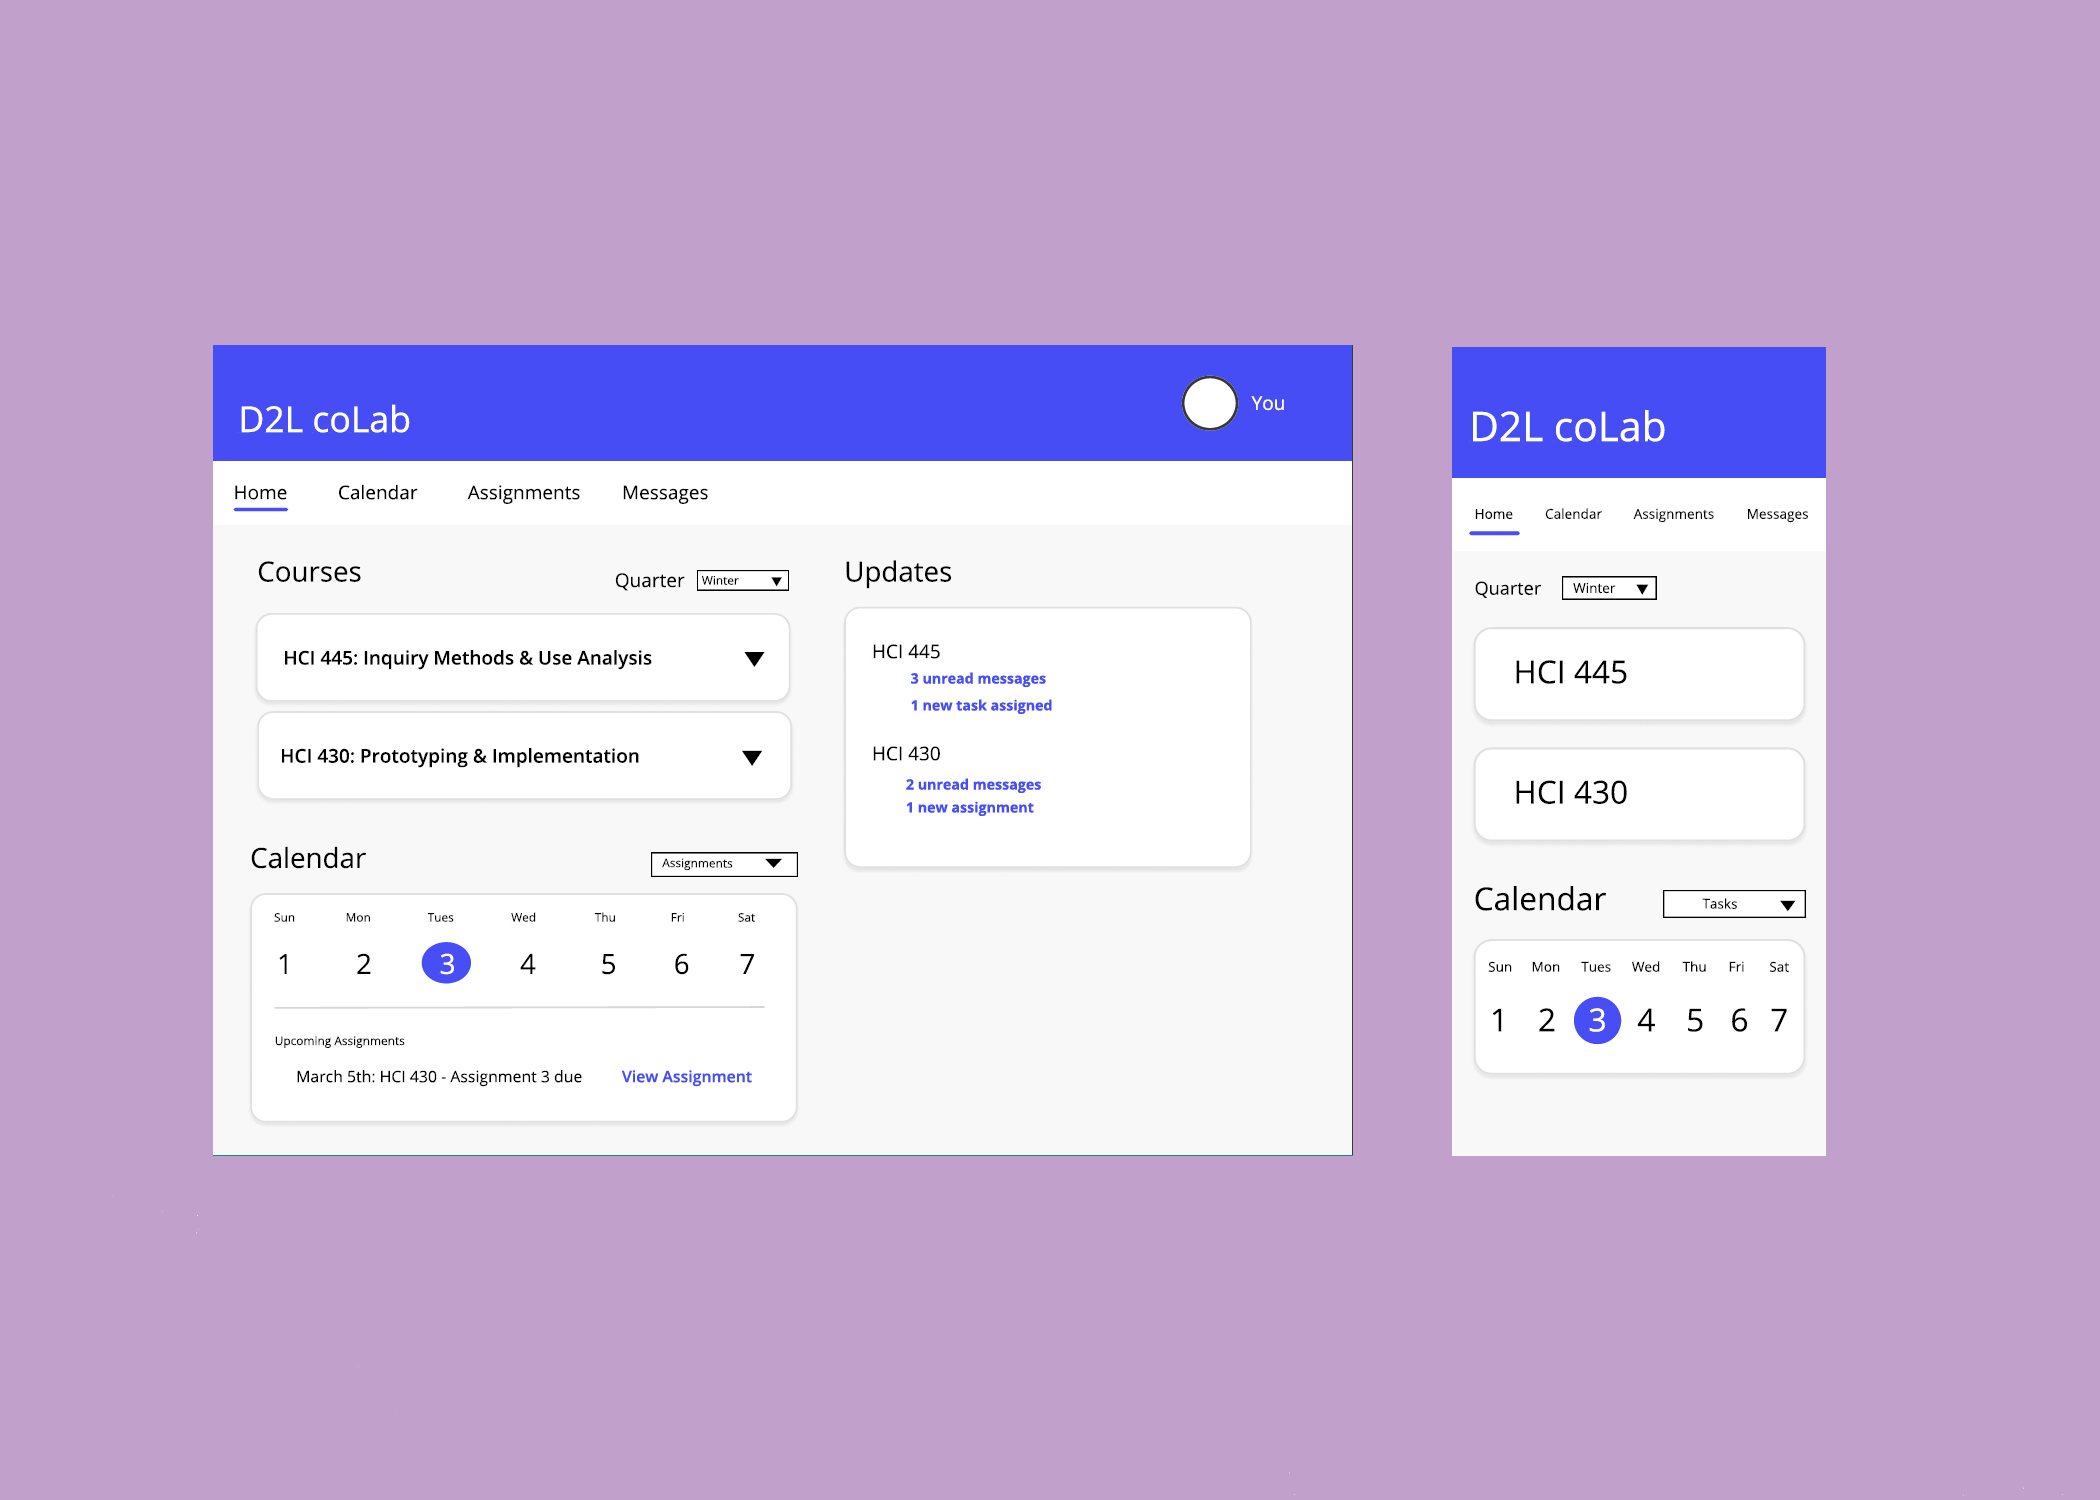 D2L coLab
You
Home Calendar Assignments Messages
Courses
Quarter Winter
HCI 445: Inquiry Methods & Use Analysis
HCI 430: Prototyping & Implementation
Calendar
Assignments
Sun Mon Tues Wed Thu Fri Sat
1 2 3 4 5 6 7
Upcoming Assignments
March 5th: HCI 430 - Assignment 3 due View Assignment
Updates
HCI 445
3 unread messages
1 new task assigned
HCI 430
2 unread messages
1 new assignment
D2L coLab
Home Calendar Assignments Messages
Quarter Winter
HCI 445
HCI 430
Calendar Tasks
Sun Mon Tues Wed Thu Fri Sat
1 2 3 4 5 6 7